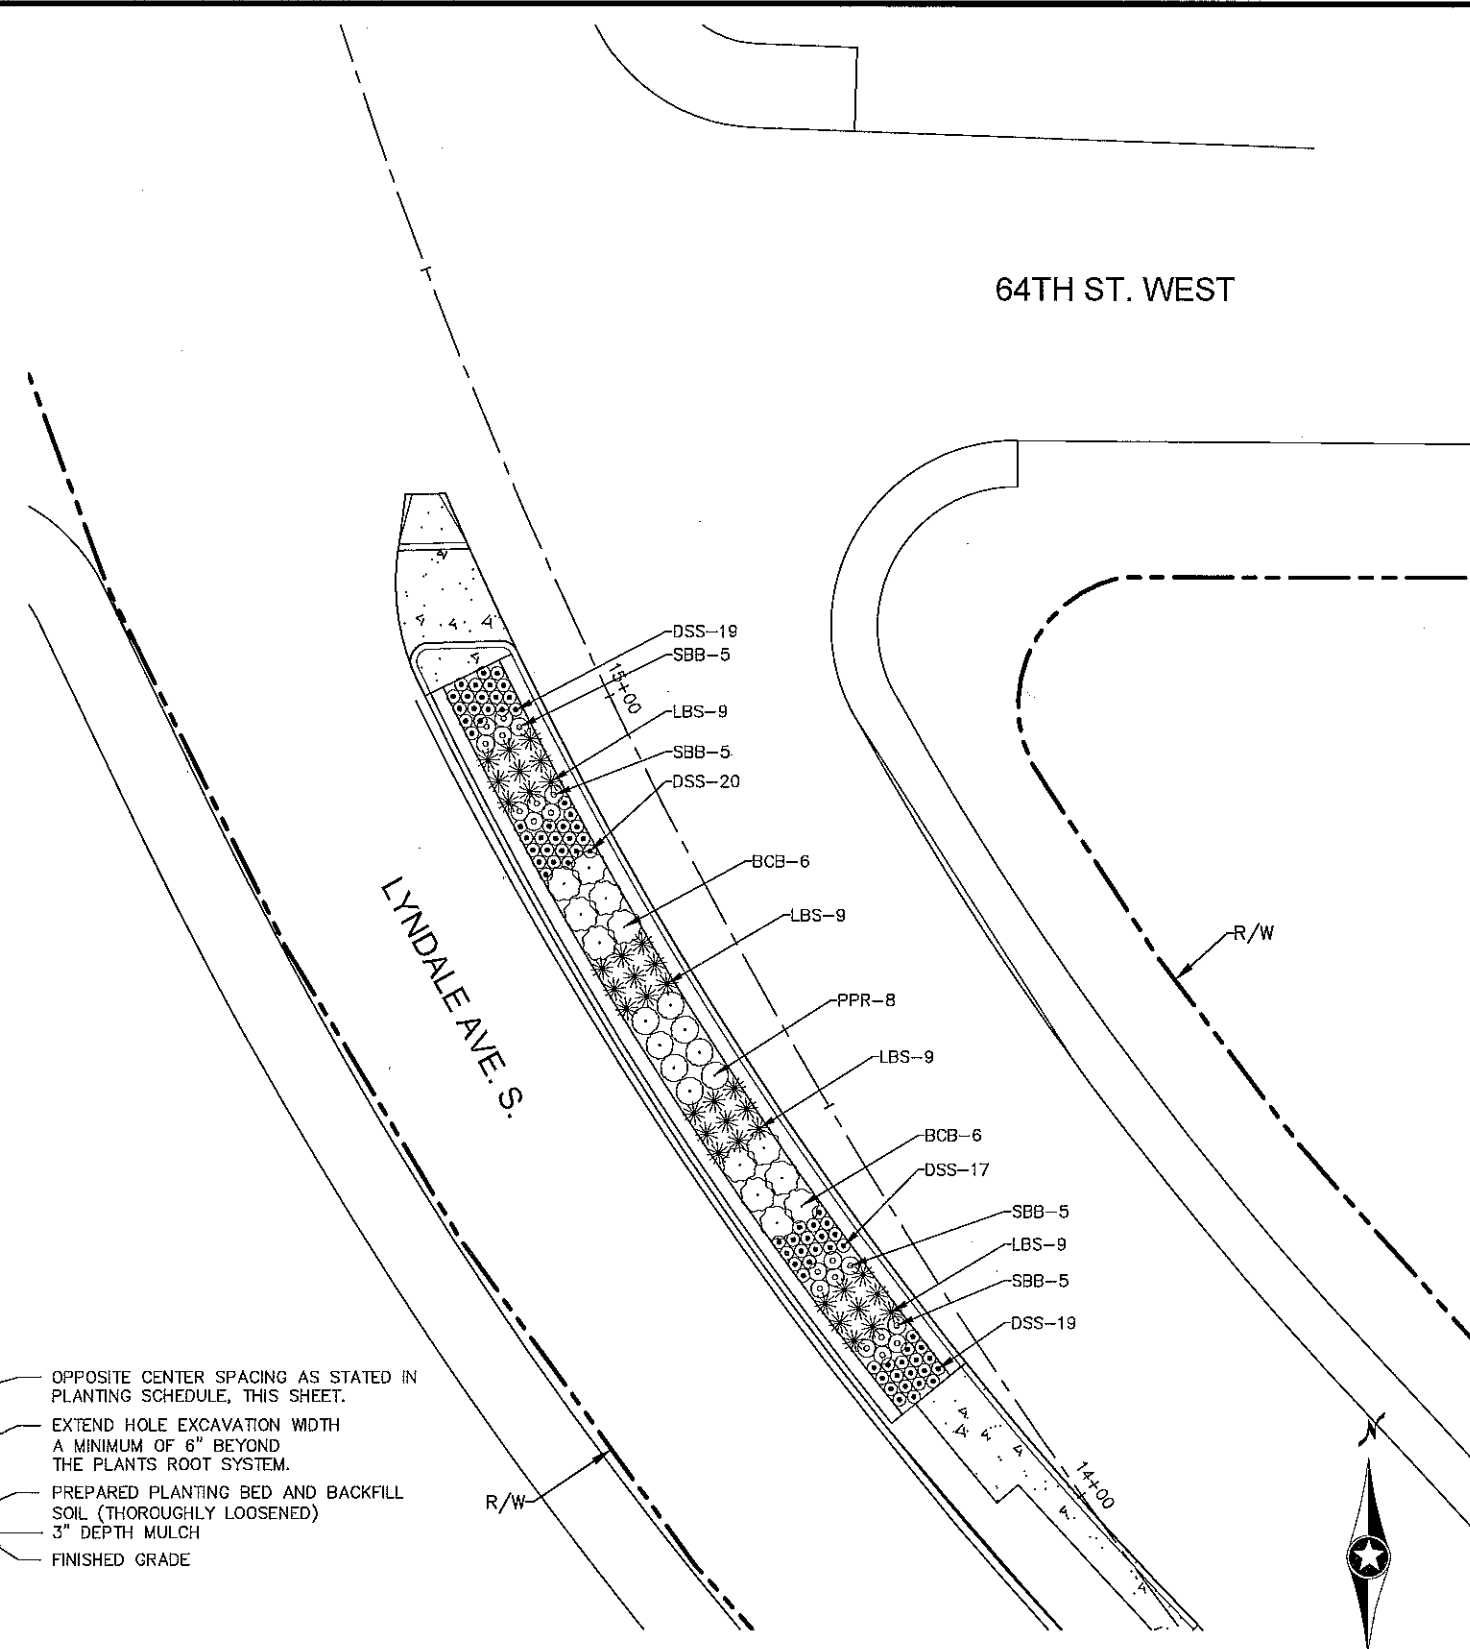 64TH ST. WEST
DSS-19
SBB-5
15+00
LBS-9
SBB-5
DSS-20
BCB-6
LYNDALE AVE. S.
LBS-9
R/W
PPR-8
LBS-9
BCB-6
DSS-17
SBB-5
LBS-9
SBB-5
DSS-19
OPPOSITE CENTER SPACING AS STATED IN
PLANTING SCHEDULE, THIS SHEET.
EXTEND HOLE EXCAVATION WIDTH
A MINIMUM OF 6" BEYOND
THE PLANTS ROOT SYSTEM.
PREPARED PLANTING BED AND BACKFILL
SOIL (THOROUGHLY LOOSENED)
3" DEPTH MULCH
FINISHED GRADE
R/W
14+00
N